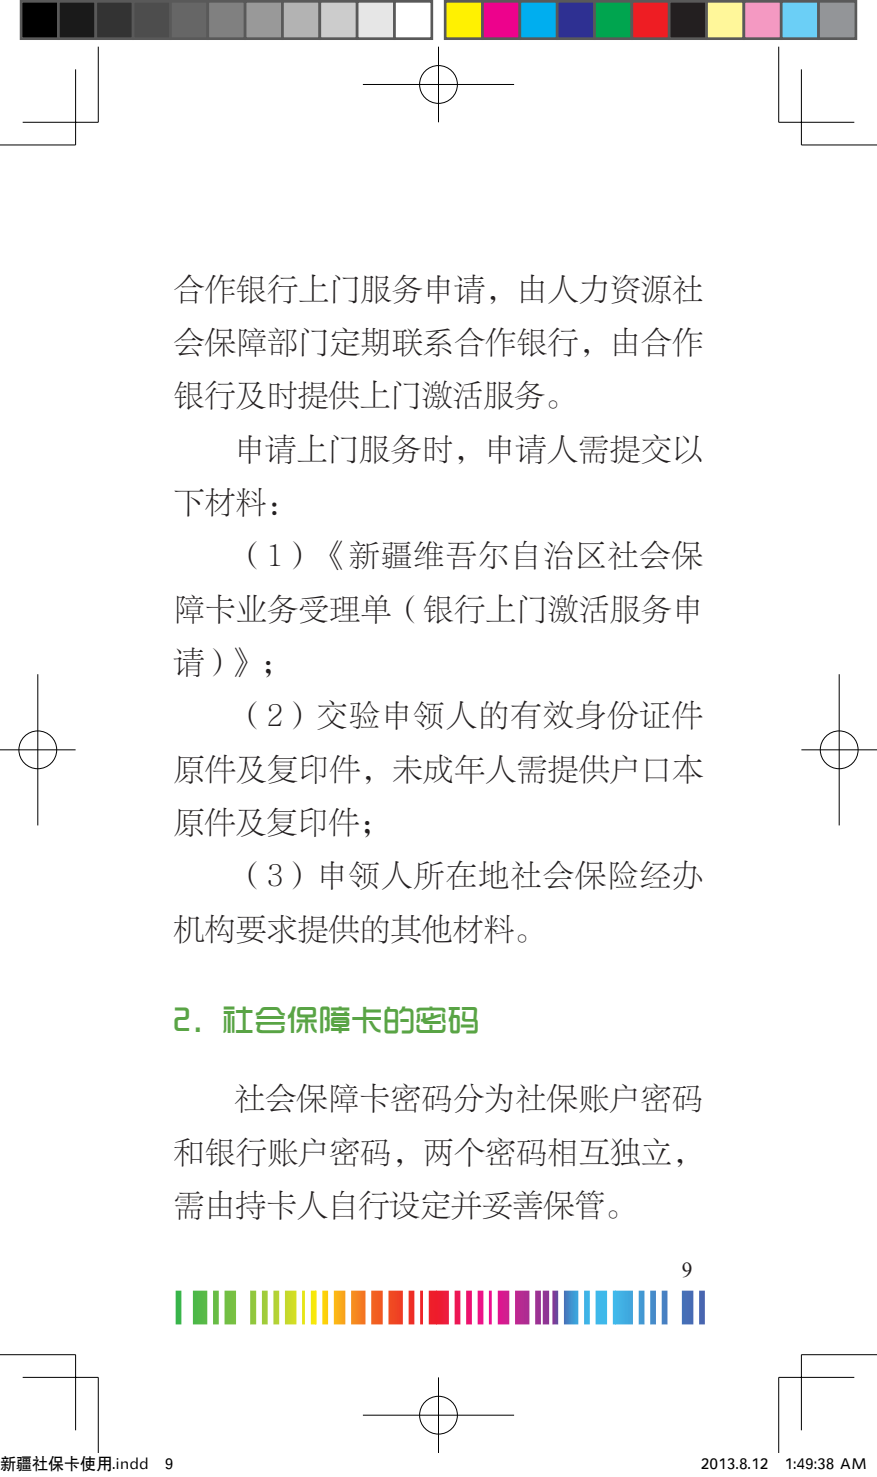 合作银行上门服务申请，由人力资源社
会保障部门定期联系合作银行，由合作
银行及时提供上门激活服务。
申请上门服务时，申请人需提交以
下材料：
（1）《新疆维吾尔自治区社会保
障卡业务受理单（银行上门激活服务申
请）》；
（2）交验申领人的有效身份证件
原件及复印件，未成年人需提供户口本
原件及复印件；
（3）申领人所在地社会保险经办
机构要求提供的其他材料。
2. 社会保障卡的密码
社会保障卡密码分为社保账户密码
和银行账户密码，两个密码相互独立，
需由持卡人自行设定并妥善保管。
9
新疆社保卡使用.indd 9 2013.8.12 1:49:38 AM